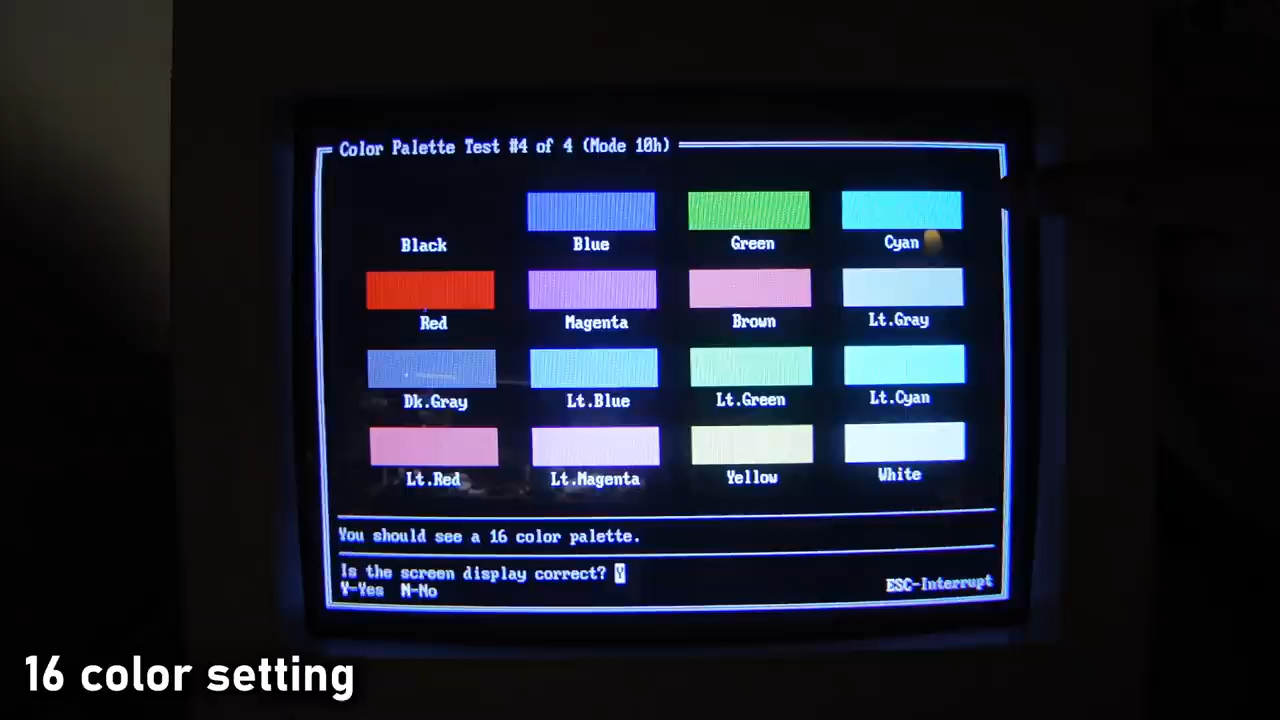 Color Palette Test #4 of 4 (Mode 10h)
Black Blue Green Cyan
Red Magenta Brown Lt.Gray
Dk.Gray Lt.Blue Lt.Green Lt.Cyan
Lt.Red Lt.Magenta Yellow White
You should see a 16 color palette.
Is the screen display correct? Y
Y-Yes N-No ESC-Interrupt
16 color setting